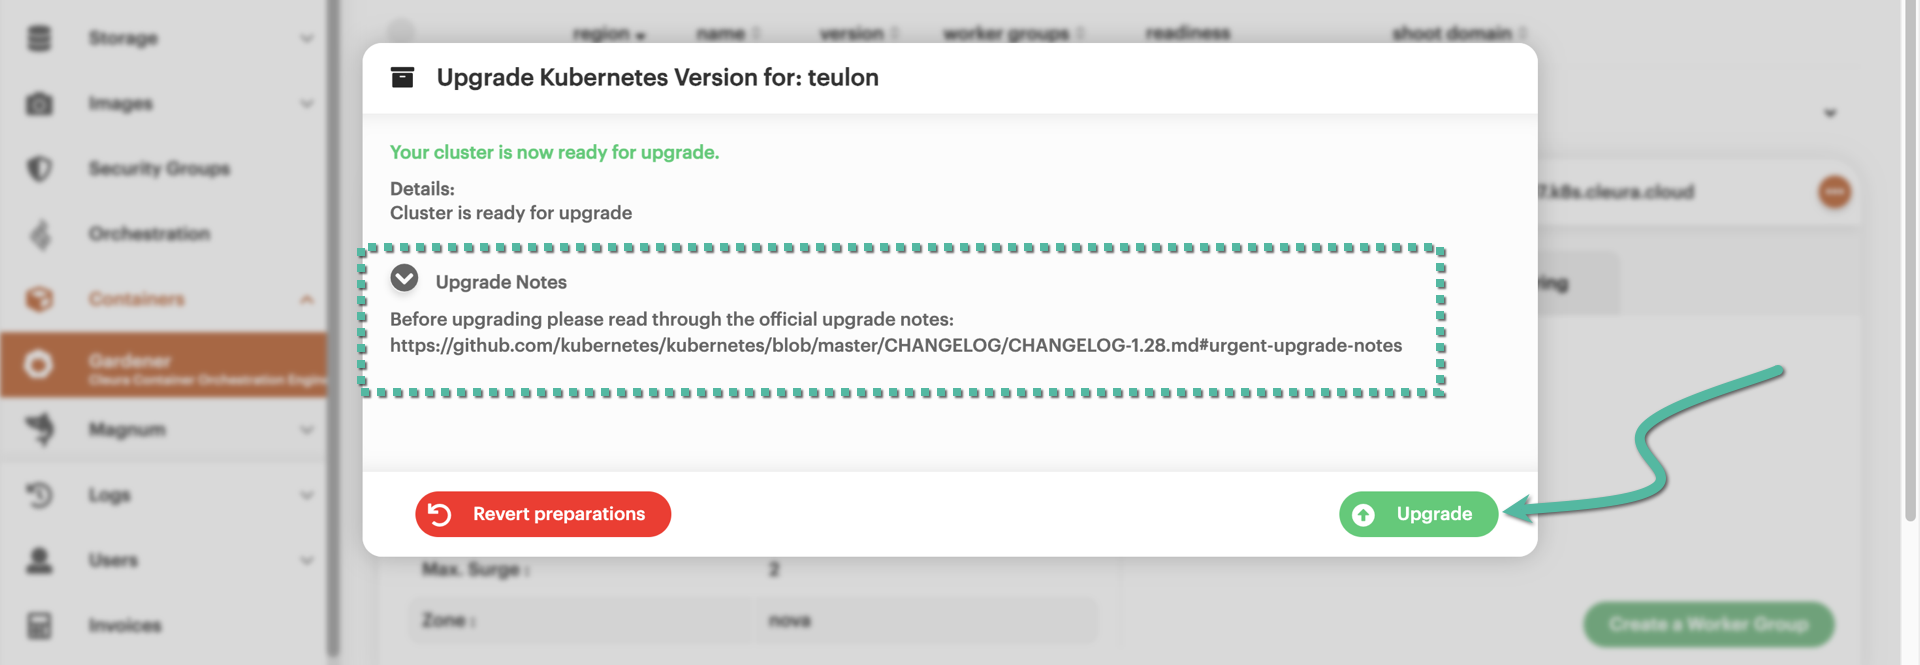 Storage
Images
Security Groups
Orchestration
Containers
Gardener
Cleura Container Orchestration Engine
Magnum
Logs
Users
Invoices
region name version worker groups readiness shoot domain
Upgrade Kubernetes Version for: teulon
Your cluster is now ready for upgrade.
Details:
Cluster is ready for upgrade
Upgrade Notes
Before upgrading please read through the official upgrade notes:
https://github.com/kubernetes/kubernetes/blob/master/CHANGELOG/CHANGELOG-1.28.md#urgent-upgrade-notes
Revert preparations
Upgrade
7.k8s.cleura.cloud
Max. Surge : 2
Zone : nova
Create a Worker Group